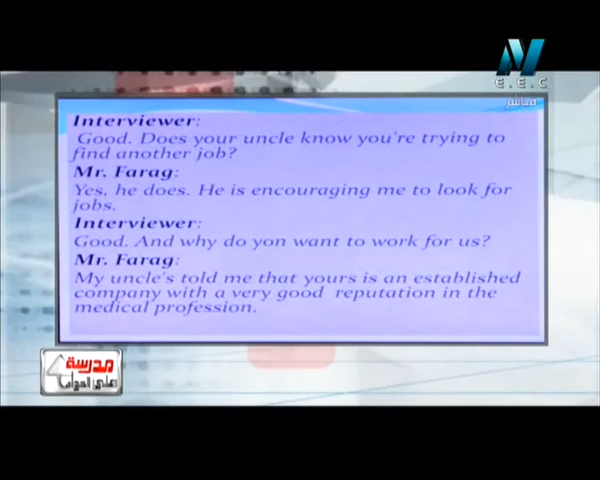 E.E.C
مباشر
Interviewer:
Good. Does your uncle know you're trying to
find another job?
Mr. Farag:
Yes, he does. He is encouraging me to look for
jobs.
Interviewer:
Good. And why do yon want to work for us?
Mr. Farag:
My uncle's told me that yours is an established
company with a very good reputation in the
medical profession.
مدرسة
على الهواء